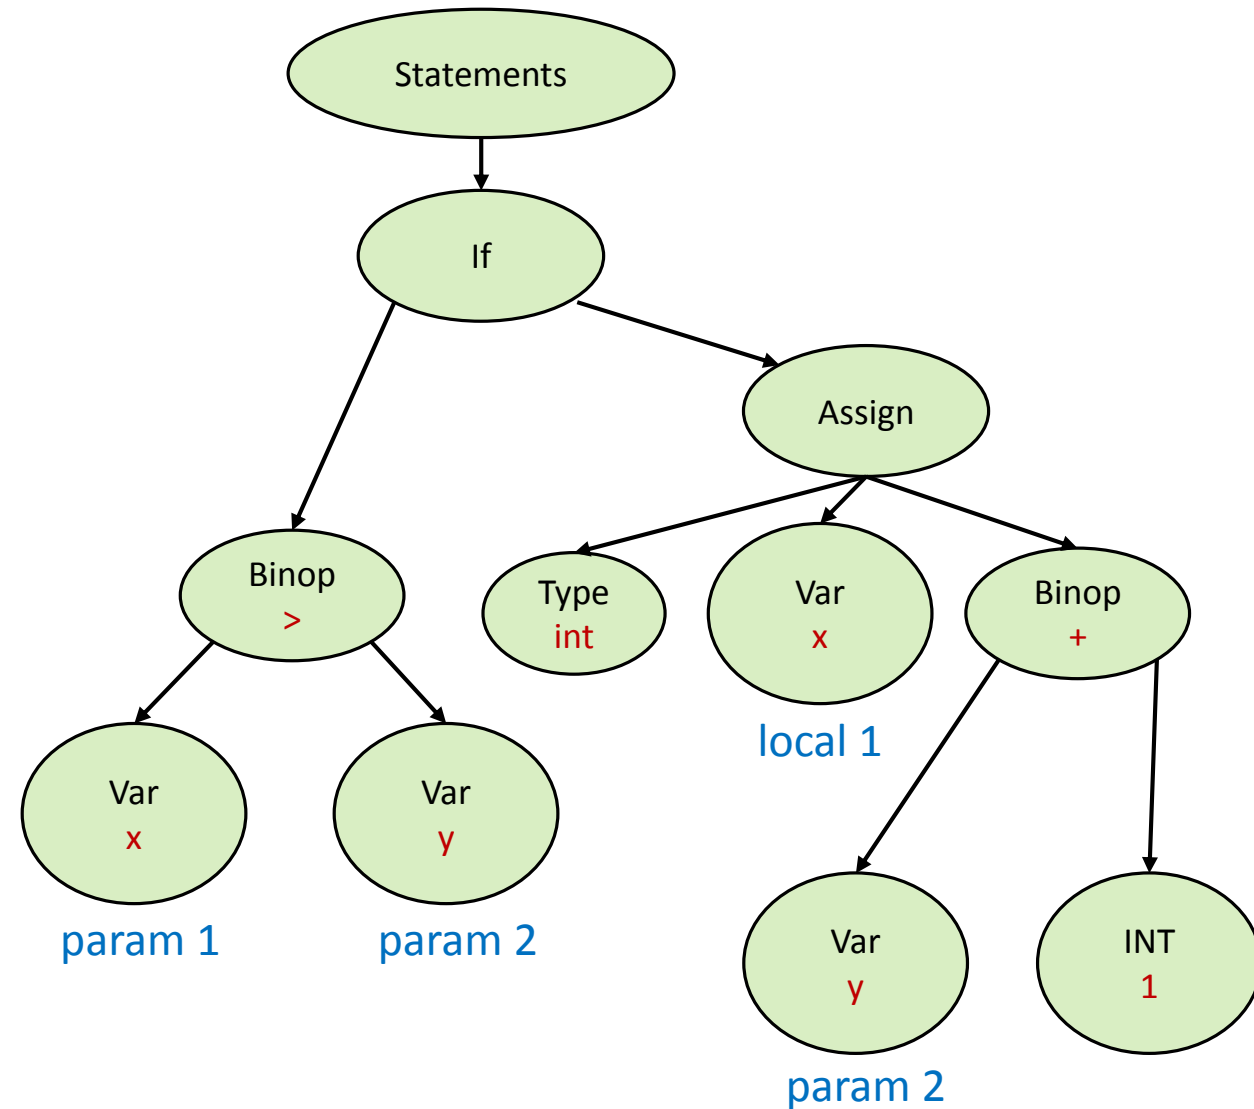 Statements
If
Assign
Binop
>
Type
int
Var
x
Binop
+
local 1
Var
x
Var
y
param 1
param 2
Var
y
INT
1
param 2